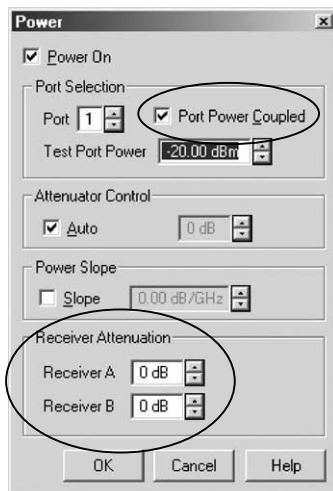 Power
Power On
Port Selection
Port 1 Port Power Coupled
Test Port Power -20.00 dBm
Attenuator Control
Auto 0 dB
Power Slope
Slope 0.00 dB/GHz
Receiver Attenuation
Receiver A 0 dB
Receiver B 0 dB
OK Cancel Help